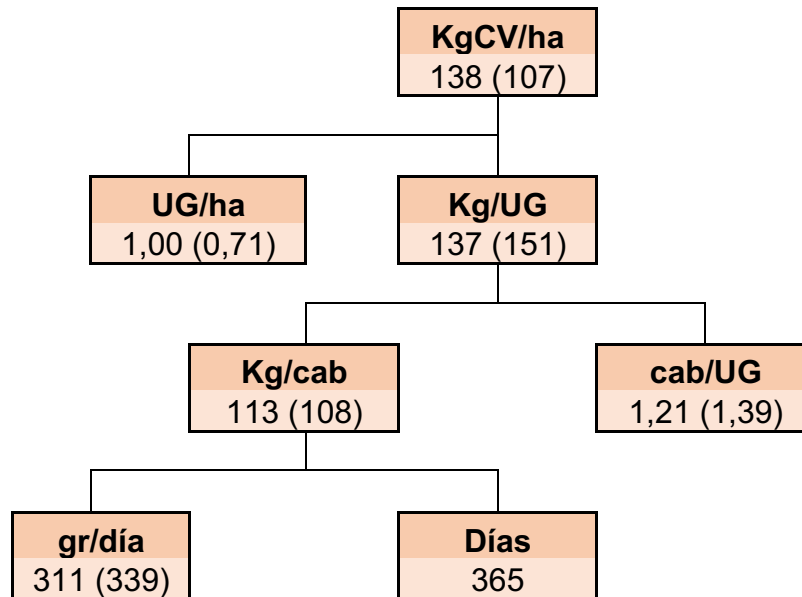 KgCV/ha
138 (107)
UG/ha
1,00 (0,71)
Kg/UG
137 (151)
Kg/cab
113 (108)
cab/UG
1,21 (1,39)
gr/día
311 (339)
Días
365